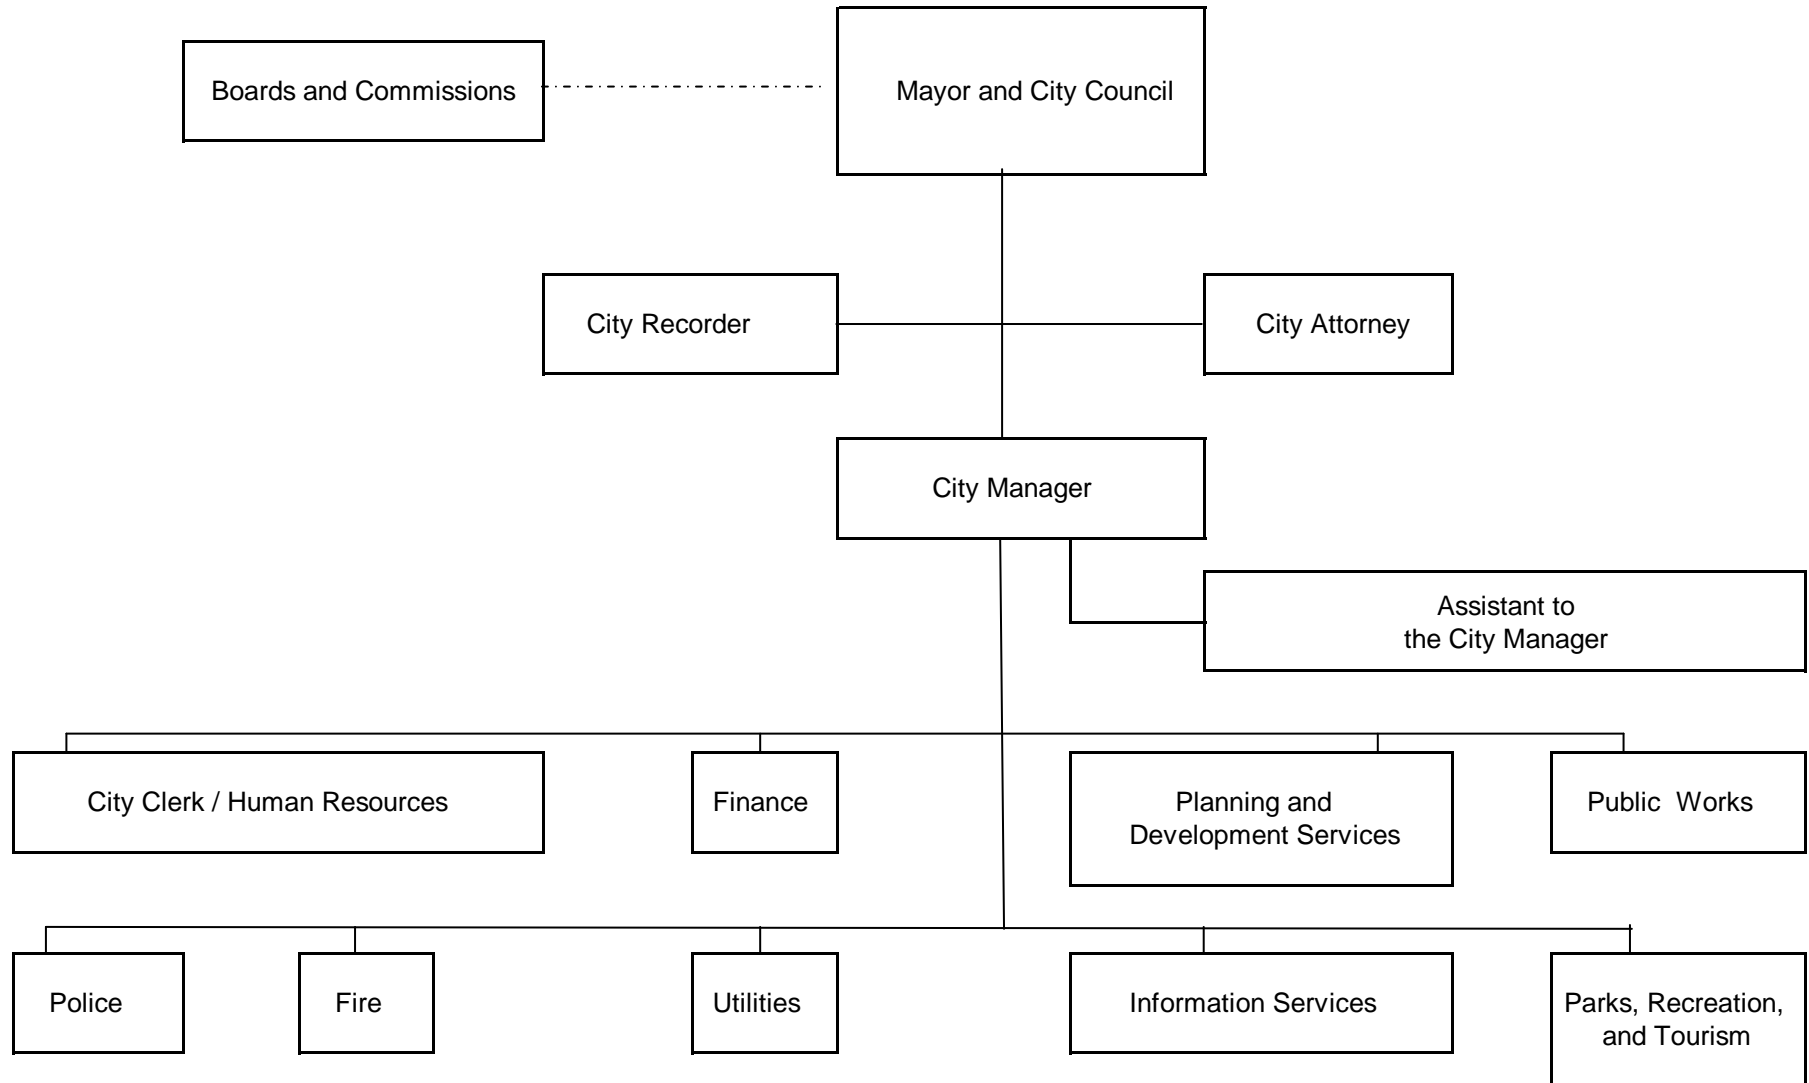 Boards and Commissions
Mayor and City Council
City Recorder
City Attorney
City Manager
Assistant to
the City Manager
City Clerk / Human Resources
Finance
Planning and
Development Services
Public Works
Police
Fire
Utilities
Information Services
Parks, Recreation,
and Tourism